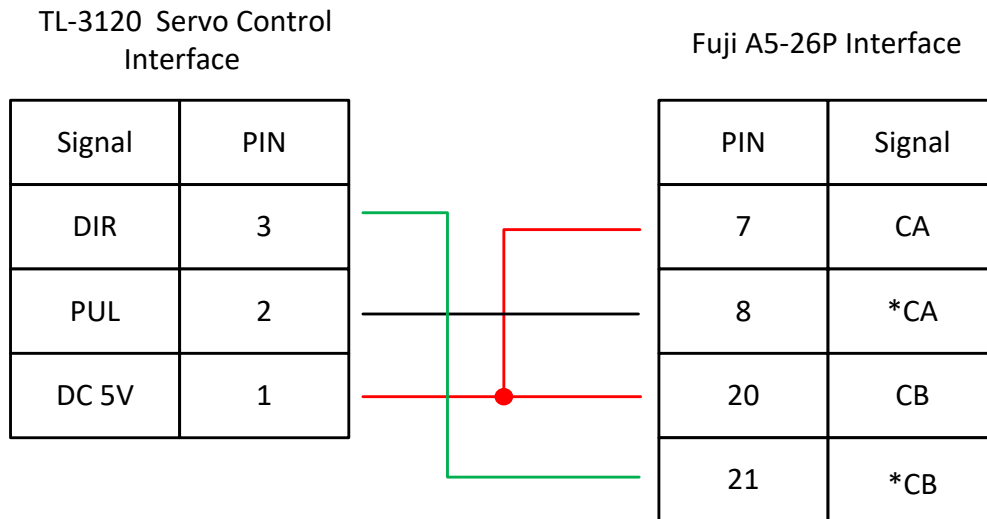 TL-3120 Servo Control
Interface
Fuji A5-26P Interface
Signal PIN
DIR 3
PUL 2
DC 5V 1
PIN Signal
7 CA
8 *CA
20 CB
21 *CB